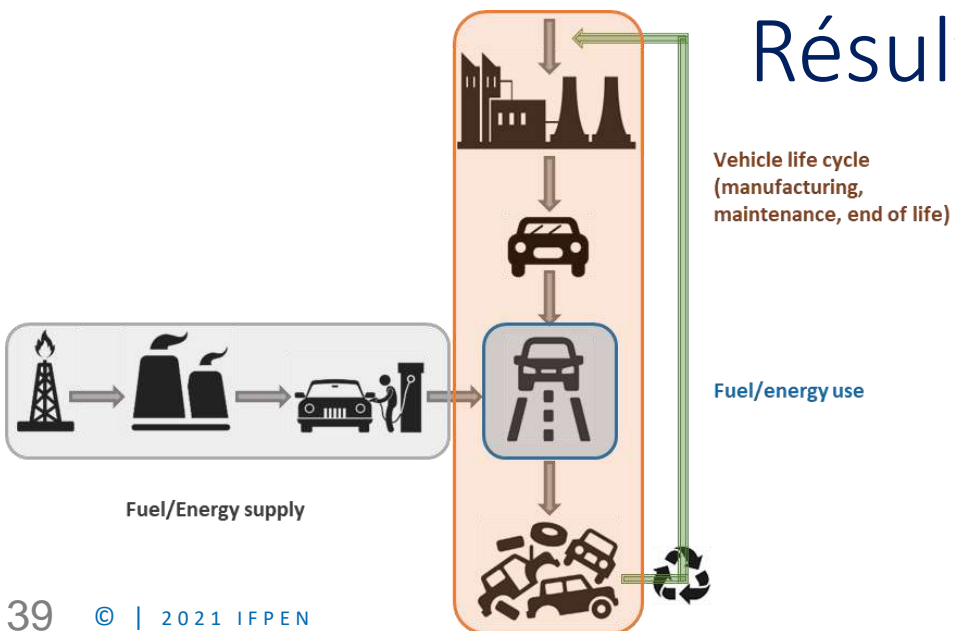 Résul
Vehicle life cycle
(manufacturing,
maintenance, end of life)
Fuel/energy use
Fuel/Energy supply
39 © | 2021 IFPEN